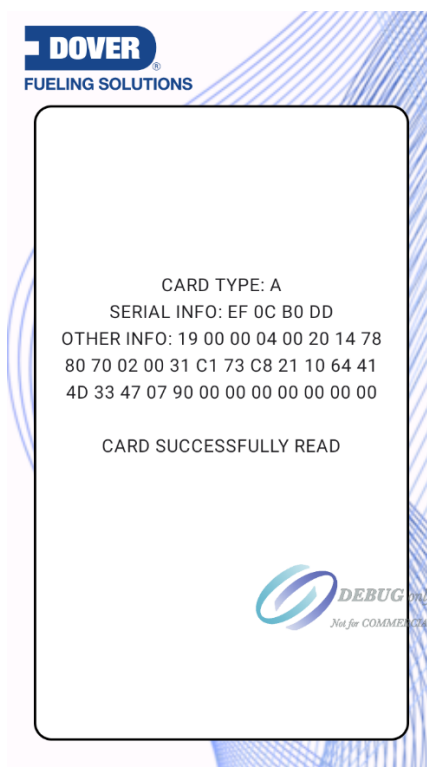 DOVER
®
FUELING SOLUTIONS
CARD TYPE: A
SERIAL INFO: EF 0C B0 DD
OTHER INFO: 19 00 00 04 00 20 14 78
80 70 02 00 31 C1 73 C8 21 10 64 41
4D 33 47 07 90 00 00 00 00 00 00 00
CARD SUCCESSFULLY READ
DEBUG only
Not for